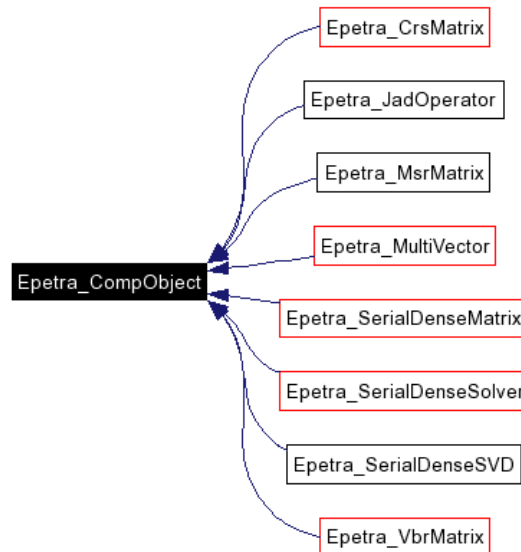 Epetra_CrsMatrix
Epetra_JadOperator
Epetra_MsrMatrix
Epetra_MultiVector
Epetra_CompObject
Epetra_SerialDenseMatrix
Epetra_SerialDenseSolver
Epetra_SerialDenseSVD
Epetra_VbrMatrix